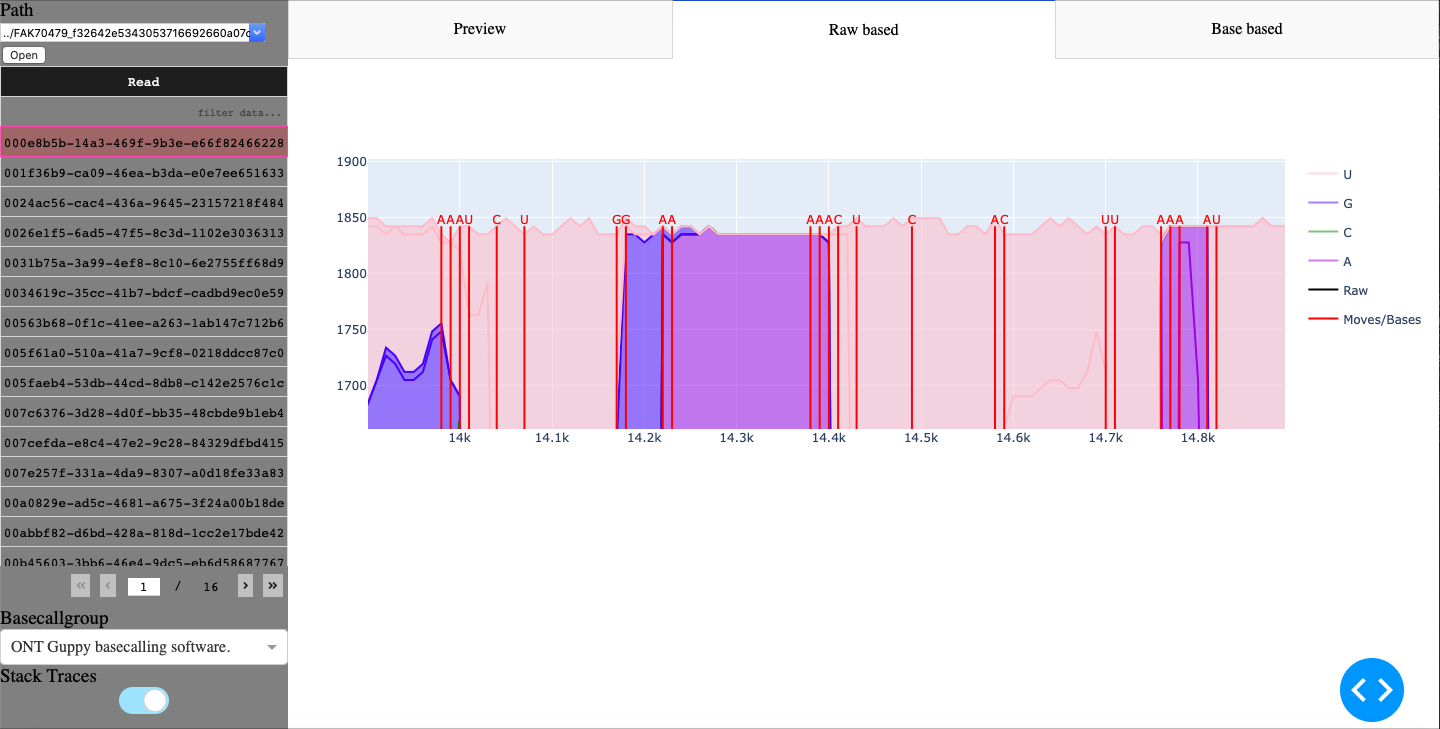 Path
../FAK70479_f32642e5343053716692660a07c
Open
Read
filter data...
000e8b5b-14a3-469f-9b3e-e66f82466228
001f36b9-ca09-46ea-b3da-e0e7ee651633
0024ac56-cac4-436a-9645-23157218f484
0026e1f5-6ad5-47f5-8c3d-1102e3036313
0031b75a-3a99-4ef8-8c10-6e2755ff68d9
0034619c-35cc-41b7-bdcf-cadbd9ec0e59
00563b68-0f1c-41ee-a263-1ab147c712b6
005f61a0-510a-41a7-9cf8-0218ddcc87c0
005faeb4-53db-44cd-8db8-c142e2576c1c
007c6376-3d28-4d0f-bb35-48cbde9b1eb4
007cefda-e8c4-47e2-9c28-84329dfbd415
007e257f-331a-4da9-8307-a0d18fe33a83
00a0829e-ad5c-4681-a675-3f24a00b18de
00abbf82-d6bd-428a-818d-1cc2e17bde42
00b45603-3bb6-46e4-9dc5-eb6d58687767
« ‹ 1 / 16 › »
Basecallgroup
ONT Guppy basecalling software.
Stack Traces
Preview Raw based Base based
1900
1850
1800
1750
1700
A A A U C U G G A A A A A C U C A C U U A A A A U
14k 14.1k 14.2k 14.3k 14.4k 14.5k 14.6k 14.7k 14.8k
U
G
C
A
Raw
Moves/Bases